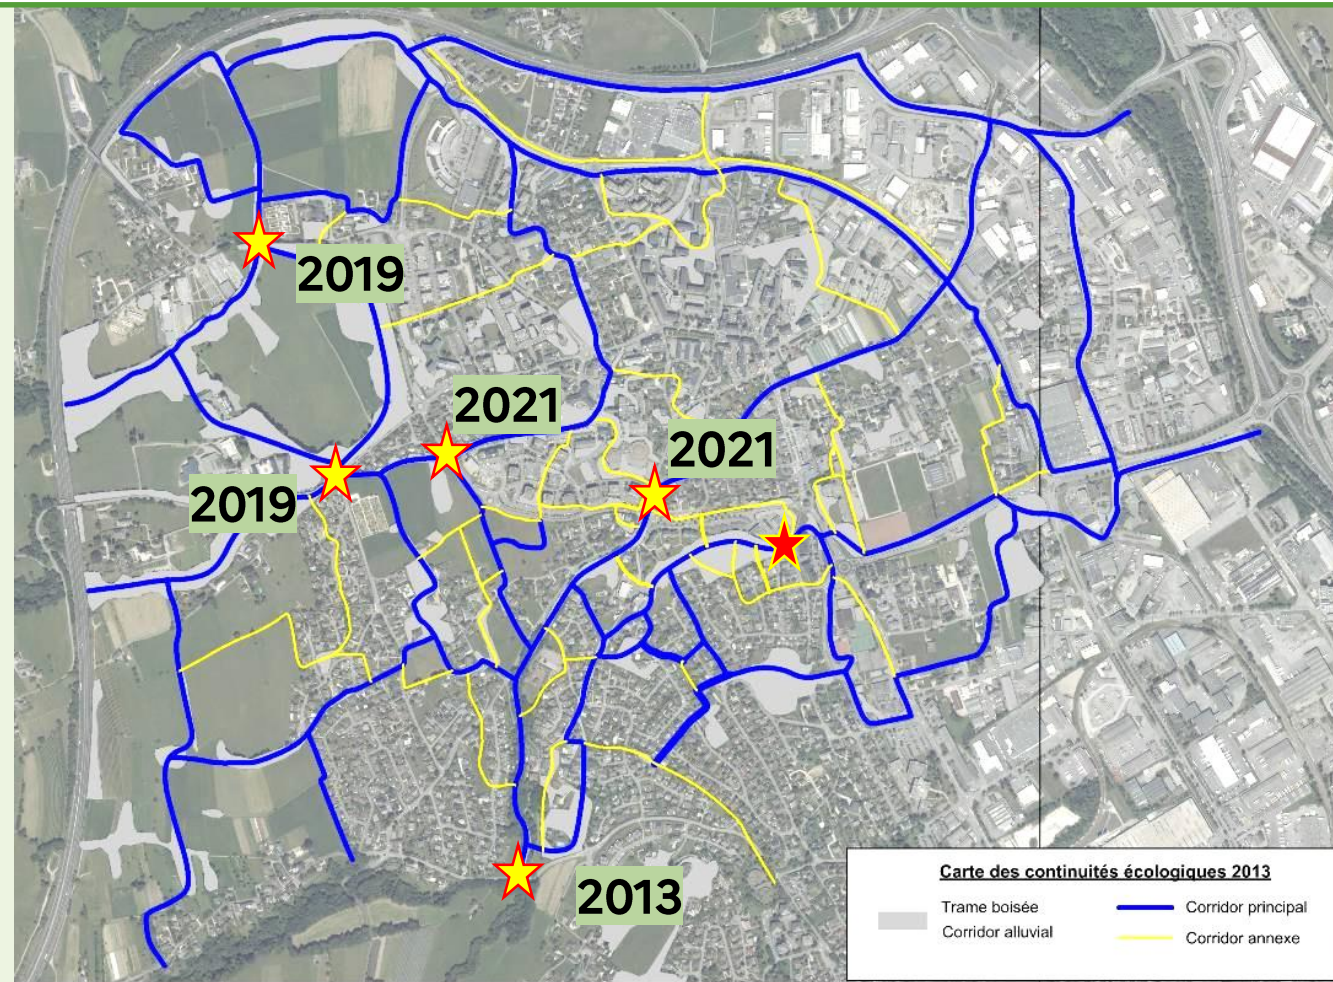 2019
2021
2021
2019
2013
Carte des continuités écologiques 2013
Trame boisée
Corridor alluvial
Corridor principal
Corridor annexe